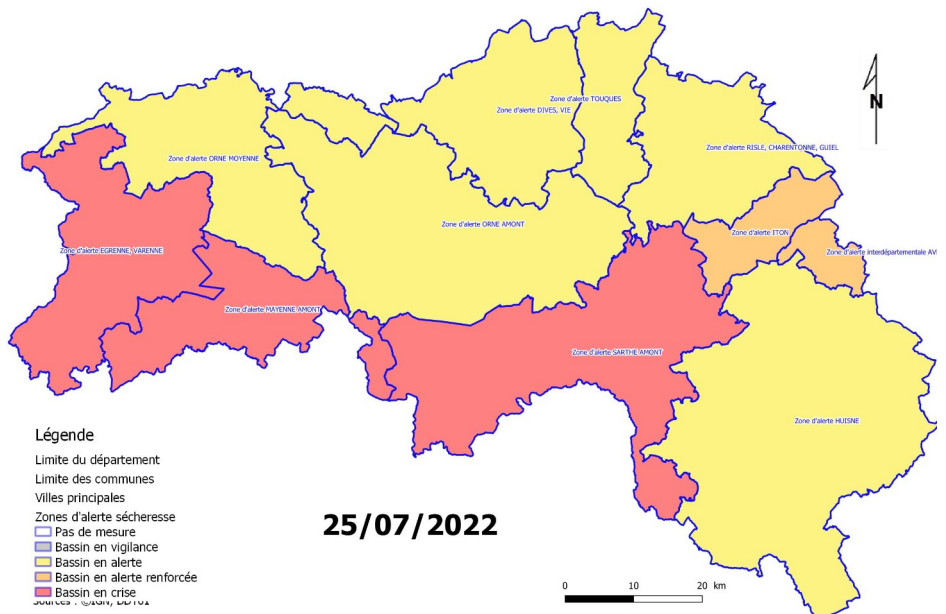 N
Zone d'alerte TOUQUES
Zone d'alerte DIVES, VIE
Zone d'alerte RISLE, CHARENTONNE, GUIEL
Zone d'alerte ORNE MOYENNE
Zone d'alerte ORNE AMONT
Zone d'alerte ITON
Zone d'alerte EGRENNE, VARENNE
Zone d'alerte interdépartementale AV
Zone d'alerte MAYENNE AMONT
Zone d'alerte SARTHE AMONT
Zone d'alerte HUISNE
Légende
Limite du département
Limite des communes
Villes principales
Zones d'alerte sécheresse
Pas de mesure
Bassin en vigilance
Bassin en alerte
Bassin en alerte renforcée
Bassin en crise
Sources : ©IGN, DDT61
25/07/2022
0 10 20 km